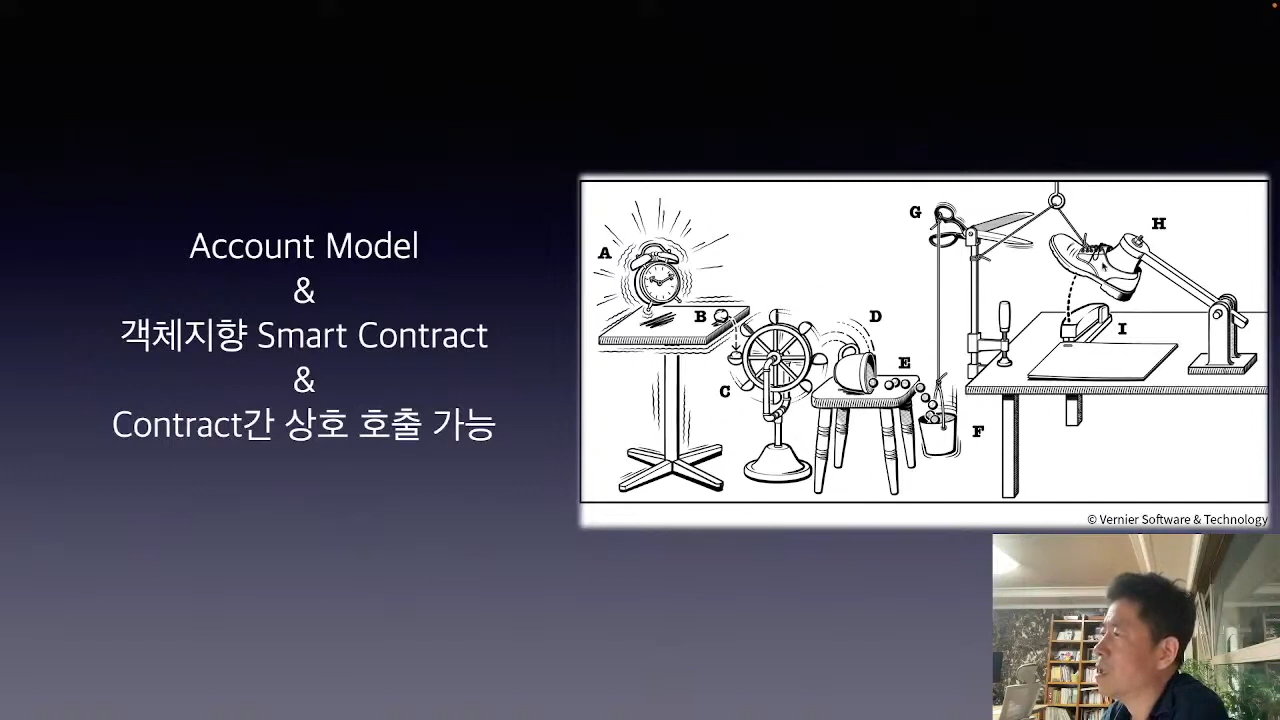 Account Model
&
객체지향 Smart Contract
&
Contract간 상호 호출 가능
A
B
C
D
E
F
G
H
I
© Vernier Software & Technology